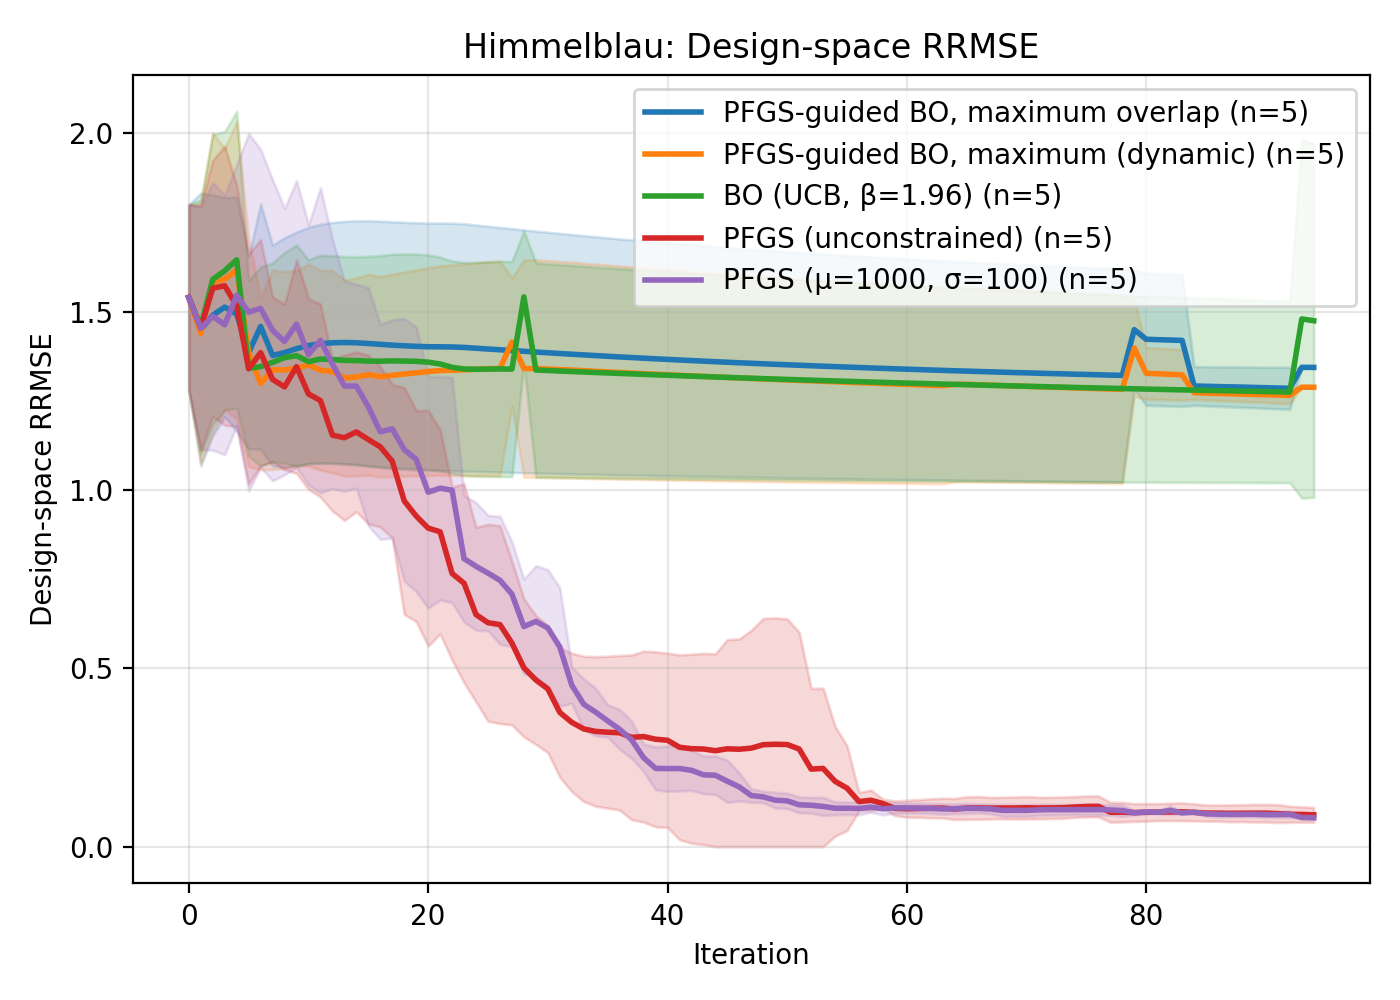 Himmelblau: Design-space RRMSE
PFGS-guided BO, maximum overlap (n=5)
PFGS-guided BO, maximum (dynamic) (n=5)
BO (UCB, β=1.96) (n=5)
PFGS (unconstrained) (n=5)
PFGS (μ=1000, σ=100) (n=5)
Design-space RRMSE
2.0
1.5
1.0
0.5
0.0
0 20 40 60 80
Iteration